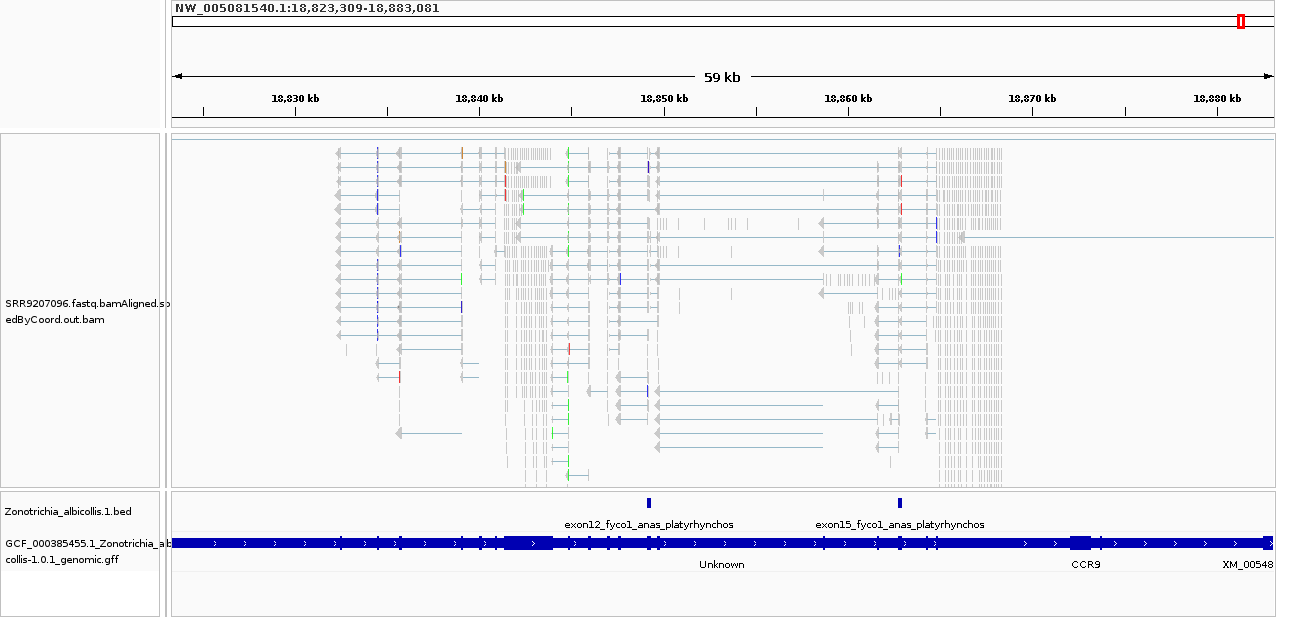 NW_005081540.1:18,823,309-18,883,081
59 kb
18,830 kb 18,840 kb 18,850 kb 18,860 kb 18,870 kb 18,880 kb
SRR9207096.fastq.bamAligned.so
edByCoord.out.bam
Zonotrichia_albicollis.1.bed
exon12_fyco1_anas_platyrhynchos exon15_fyco1_anas_platyrhynchos
GCF_000385455.1_Zonotrichia_alb
collis-1.0.1_genomic.gff
Unknown CCR9 XM_00548